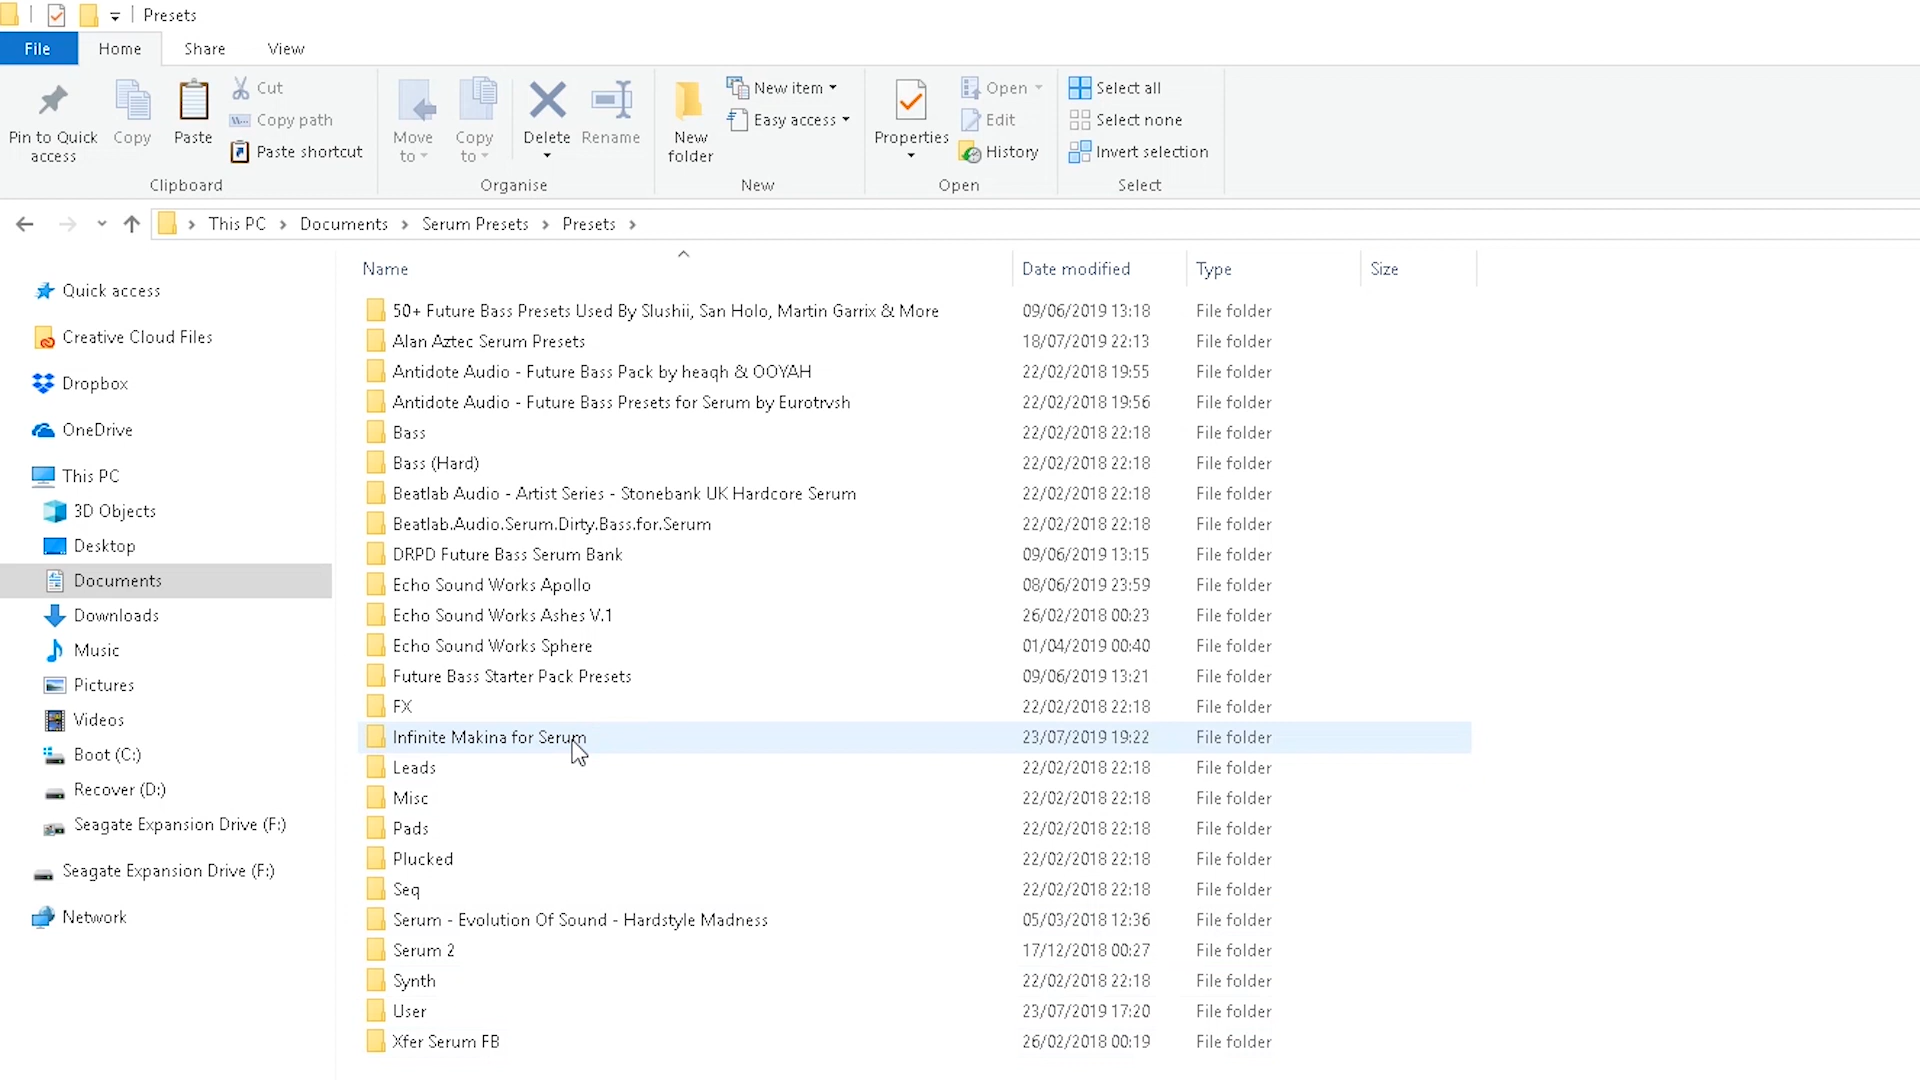 Presets
File Home Share View
Pin to Quick access
Copy
Paste
Cut
Copy path
Paste shortcut
Clipboard
Move to
Copy to
Delete
Rename
Organise
New folder
New item
Easy access
New
Properties
Open
Edit
History
Open
Select all
Select none
Invert selection
Select
This PC > Documents > Serum Presets > Presets >
Quick access
Creative Cloud Files
Dropbox
OneDrive
This PC
3D Objects
Desktop
Documents
Downloads
Music
Pictures
Videos
Boot (C:)
Recover (D:)
Seagate Expansion Drive (F:)
Seagate Expansion Drive (F:)
Network
Name Date modified Type Size
50+ Future Bass Presets Used By Slushii, San Holo, Martin Garrix & More 09/06/2019 13:18 File folder
Alan Aztec Serum Presets 18/07/2019 22:13 File folder
Antidote Audio - Future Bass Pack by heaqh & OOYAH 22/02/2018 19:55 File folder
Antidote Audio - Future Bass Presets for Serum by Eurotrvsh 22/02/2018 19:56 File folder
Bass 22/02/2018 22:18 File folder
Bass (Hard) 22/02/2018 22:18 File folder
Beatlab Audio - Artist Series - Stonebank UK Hardcore Serum 22/02/2018 22:18 File folder
Beatlab.Audio.Serum.Dirty.Bass.for.Serum 22/02/2018 22:18 File folder
DRPD Future Bass Serum Bank 09/06/2019 13:15 File folder
Echo Sound Works Apollo 08/06/2019 23:59 File folder
Echo Sound Works Ashes V.1 26/02/2018 00:23 File folder
Echo Sound Works Sphere 01/04/2019 00:40 File folder
Future Bass Starter Pack Presets 09/06/2019 13:21 File folder
FX 22/02/2018 22:18 File folder
Infinite Makina for Serum 23/07/2019 19:22 File folder
Leads 22/02/2018 22:18 File folder
Misc 22/02/2018 22:18 File folder
Pads 22/02/2018 22:18 File folder
Plucked 22/02/2018 22:18 File folder
Seq 22/02/2018 22:18 File folder
Serum - Evolution Of Sound - Hardstyle Madness 05/03/2018 12:36 File folder
Serum 2 17/12/2018 00:27 File folder
Synth 22/02/2018 22:18 File folder
User 23/07/2019 17:20 File folder
Xfer Serum FB 26/02/2018 00:19 File folder